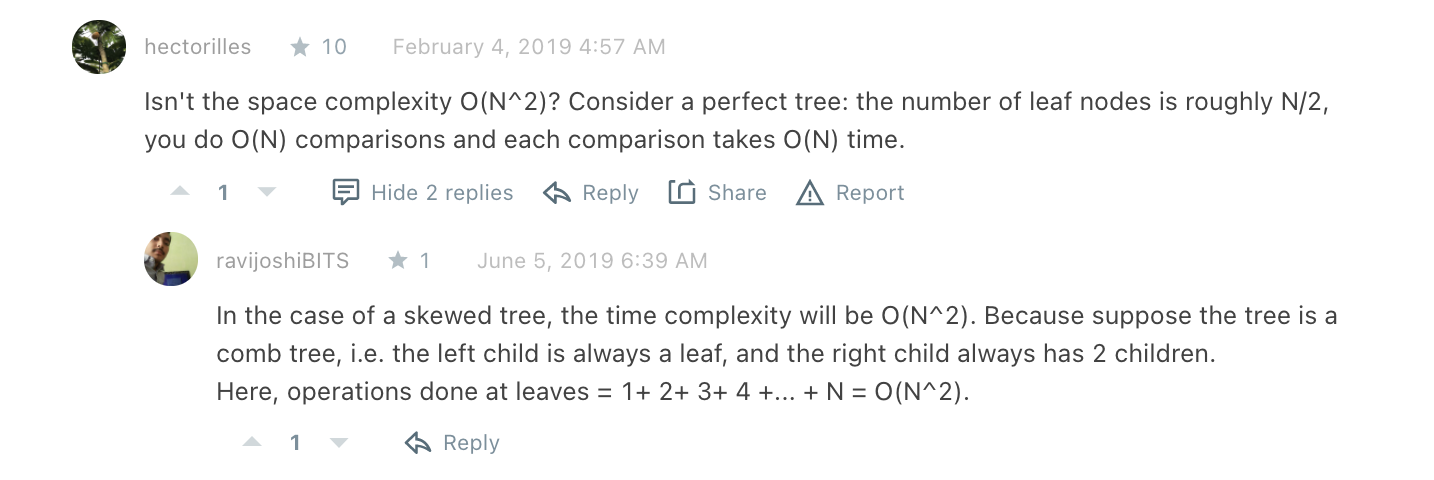 hectorilles ★ 10 February 4, 2019 4:57 AM
Isn't the space complexity O(N^2)? Consider a perfect tree: the number of leaf nodes is roughly N/2,
you do O(N) comparisons and each comparison takes O(N) time.
1 Hide 2 replies Reply Share Report
ravijoshiBITS ★ 1 June 5, 2019 6:39 AM
In the case of a skewed tree, the time complexity will be O(N^2). Because suppose the tree is a
comb tree, i.e. the left child is always a leaf, and the right child always has 2 children.
Here, operations done at leaves = 1+ 2+ 3+ 4 +... + N = O(N^2).
1 Reply